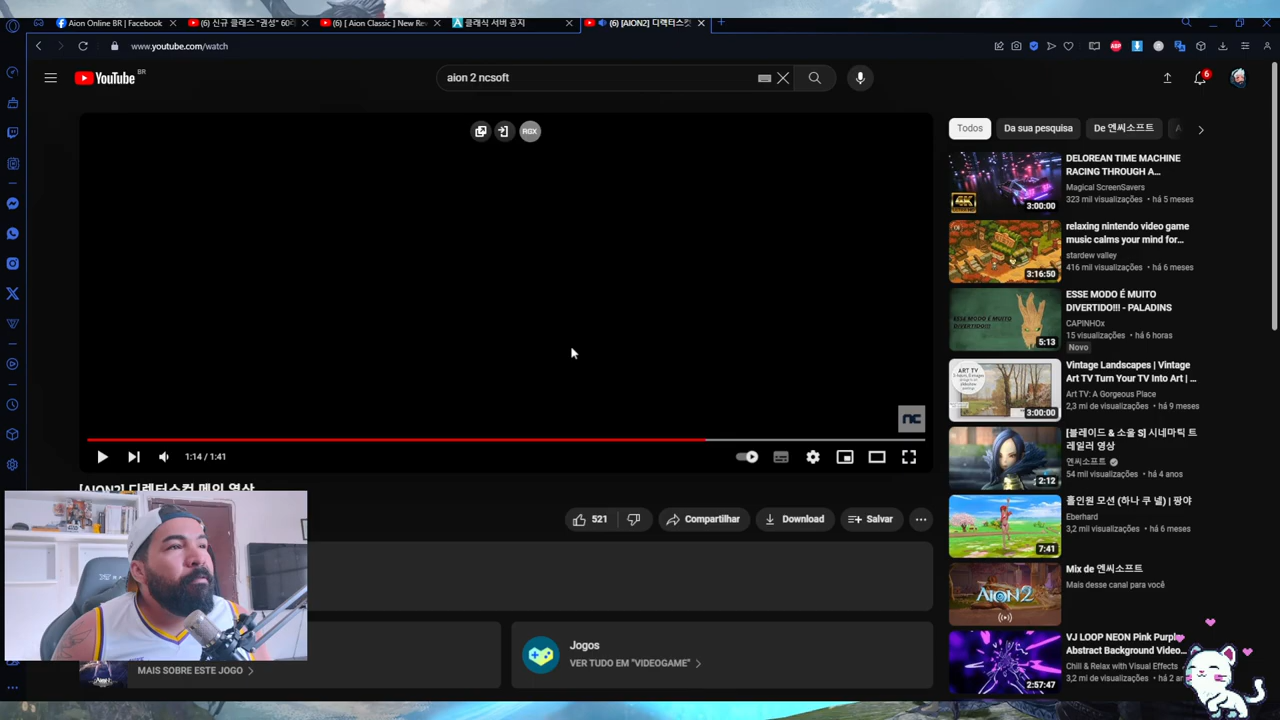 Aion Online BR | Facebook
(6) 신규 클래스 "권성" 60
(6) [ Aion Classic ] New Re
클래식 서버 공지
(6) [AION2] 디렉터스컷
www.youtube.com/watch
YouTube BR
aion 2 ncsoft
6
RGX
nc
1:14 / 1:41
[AION2] 디렉터스컷 메인 영상
521
Compartilhar
Download
Salvar
MAIS SOBRE ESTE JOGO
Jogos
VER TUDO EM "VIDEOGAME"
Todos
Da sua pesquisa
De 엔씨소프트
DELOREAN TIME MACHINE
RACING THROUGH A...
Magical ScreenSavers
323 mil visualizações • há 5 meses
4K
3:00:00
relaxing nintendo video game
music calms your mind for...
stardew valley
416 mil visualizações • há 6 meses
3:16:50
ESSE MODO É MUITO
DIVERTIDO!!! - PALADINS
CAPINHOx
15 visualizações • há 6 horas
Novo
ESSE MODO É MUITO
DIVERTIDO!!!
5:13
Vintage Landscapes | Vintage
Art TV Turn Your TV Into Art | ...
Art TV: A Gorgeous Place
2,3 mi de visualizações • há 9 meses
ART TV
3:00:00
[블레이드 & 소울 S] 시네마틱 트
레일러 영상
엔씨소프트
54 mil visualizações • há 4 anos
2:12
홀인원 모션 (하나 쿠 넬) | 팡야
Eberhard
3,2 mil visualizações • há 6 meses
7:41
Mix de 엔씨소프트
Mais desse canal para você
AION2
VJ LOOP NEON Pink Purple
Abstract Background Video...
Chill & Relax with Visual Effects
3,2 mi de visualizações • há 2
2:57:47